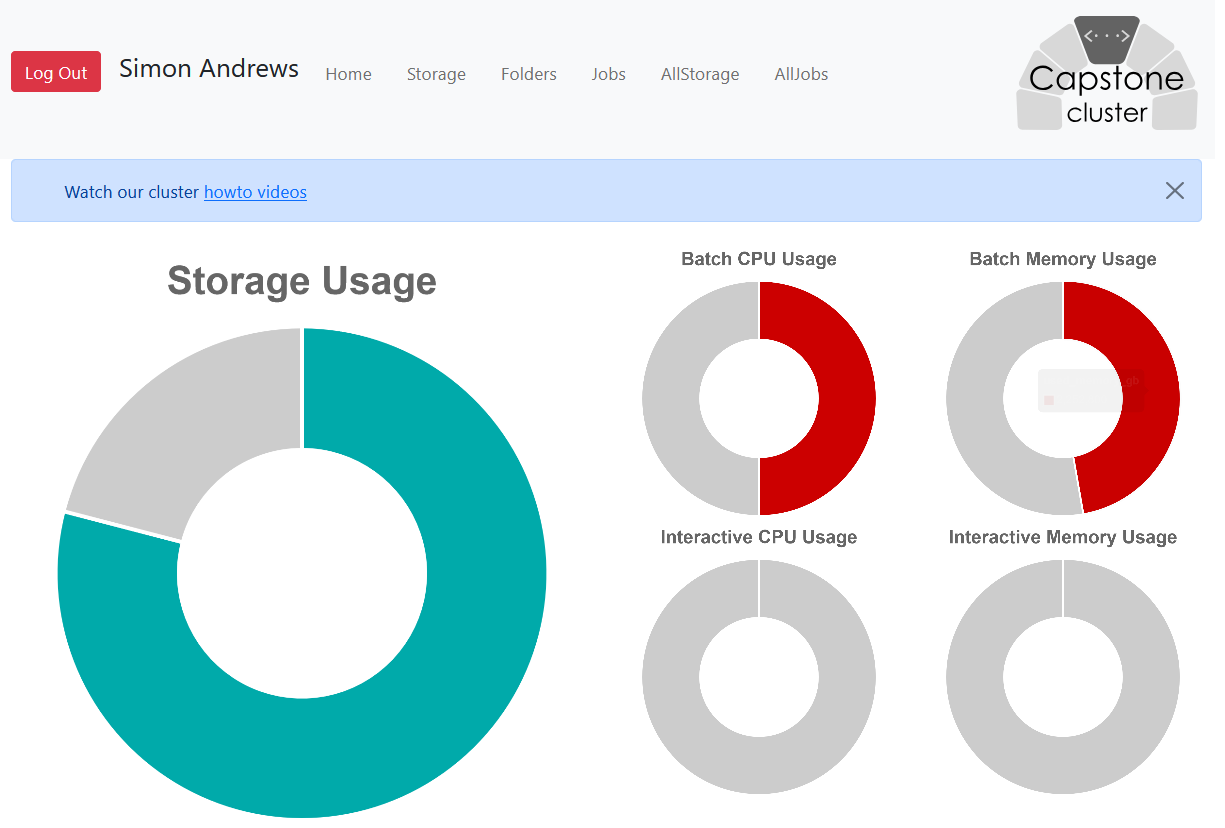 Log Out Simon Andrews Home Storage Folders Jobs AllStorage AllJobs
<···>
Capstone
cluster
Watch our cluster howto videos
Storage Usage
Batch CPU Usage
Batch Memory Usage
gb
Interactive CPU Usage
Interactive Memory Usage